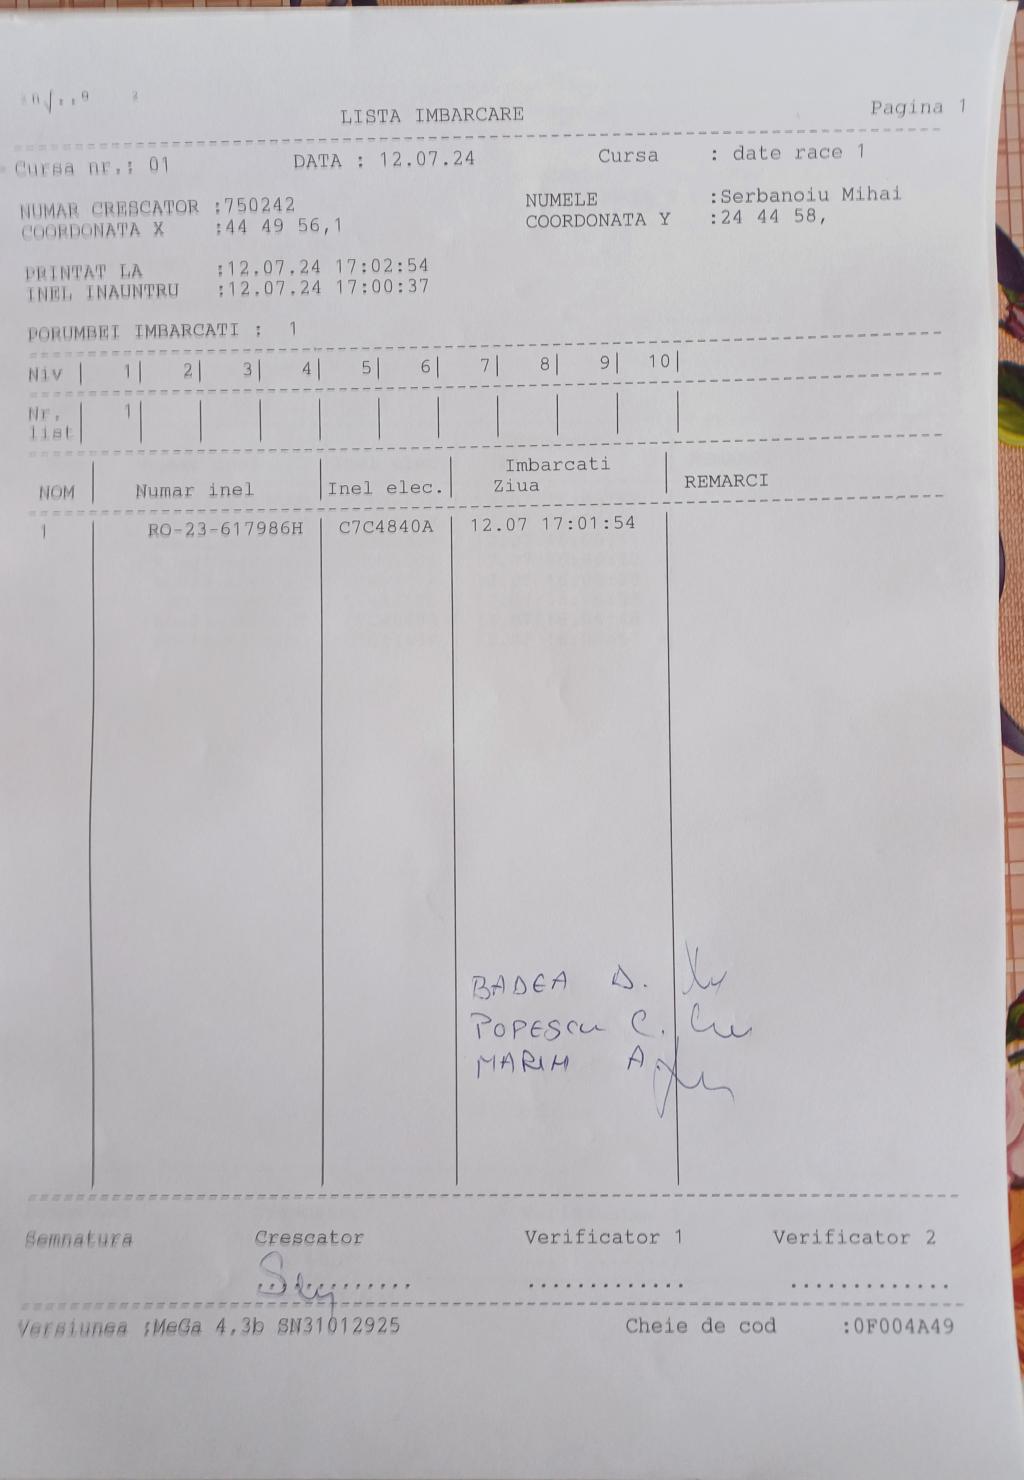 LISTA IMBARCARE Pagina 1
Cursa nr.: 01 DATA : 12.07.24 Cursa : date race 1
NUMAR CRESCATOR :750242 NUMELE :Serbanoiu Mihai
COORDONATA X :44 49 56,1 COORDONATA Y :24 44 58,
PRINTAT LA :12.07.24 17:02:54
INEL INAUNTRU :12.07.24 17:00:37
PORUMBEI IMBARCATI : 1
Niv | 1| 2| 3| 4| 5| 6| 7| 8| 9| 10|
Nr. | 1| | | | | | | | | |
list
Imbarcati
NOM | Numar inel |Inel elec.| Ziua | REMARCI
1 | RO-23-617986H | C7C4840A | 12.07 17:01:54
BADEA D.
POPESCU C.
MARIN A.
Semnatura Crescator Verificator 1 Verificator 2
Versiunea :MeGa 4.3b SN31012925 Cheie de cod :0F004A49